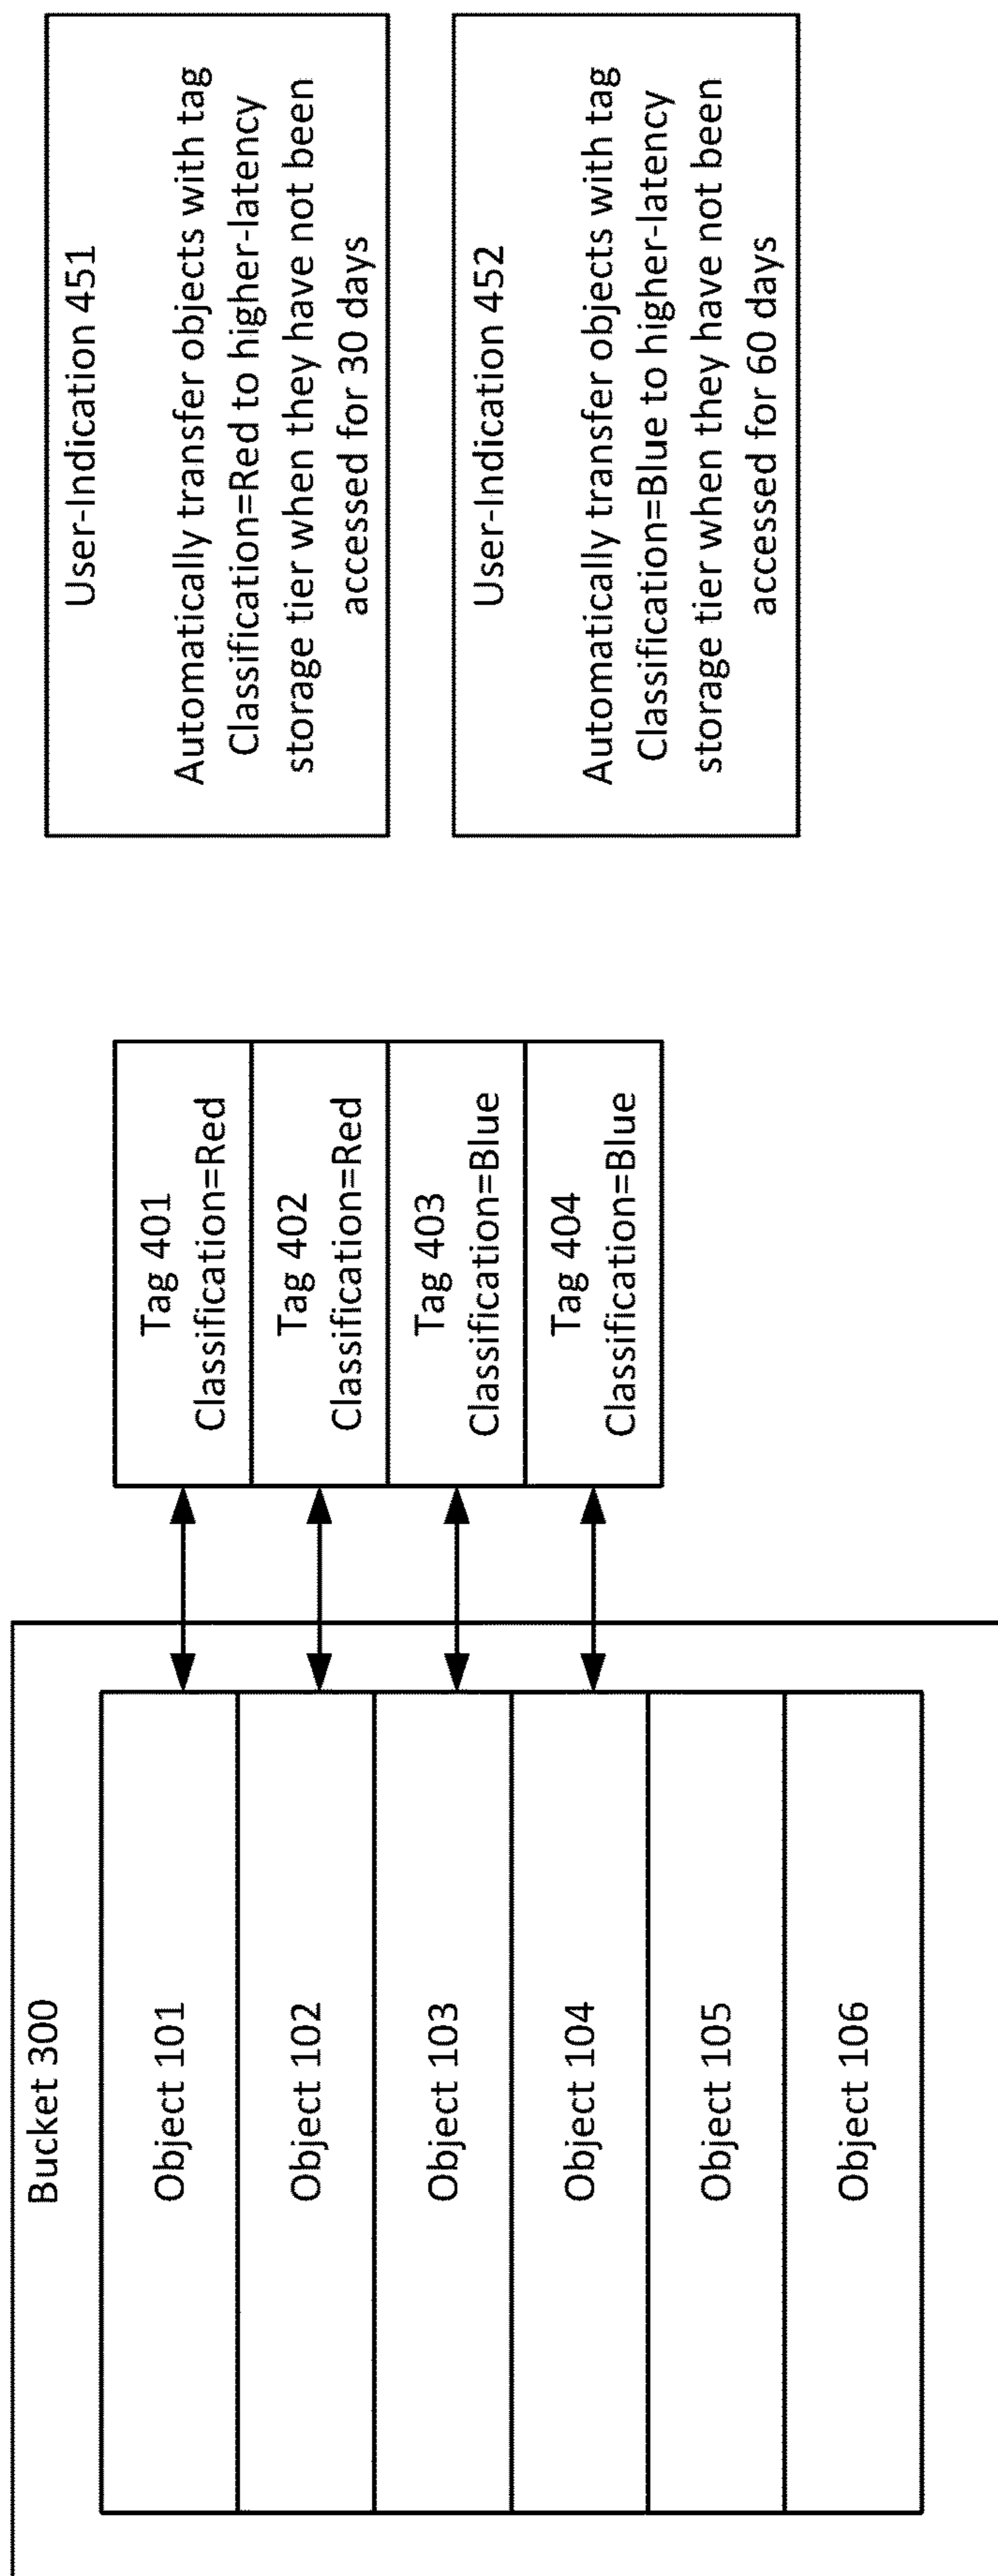 Bucket 300
Object 101
Object 102
Object 103
Object 104
Object 105
Object 106
Tag 401
Classification=Red
Tag 402
Classification=Red
Tag 403
Classification=Blue
Tag 404
Classification=Blue
User-Indication 451
Automatically transfer objects with tag
Classification=Red to higher-latency
storage tier when they have not been
accessed for 30 days
User-Indication 452
Automatically transfer objects with tag
Classification=Blue to higher-latency
storage tier when they have not been
accessed for 60 days